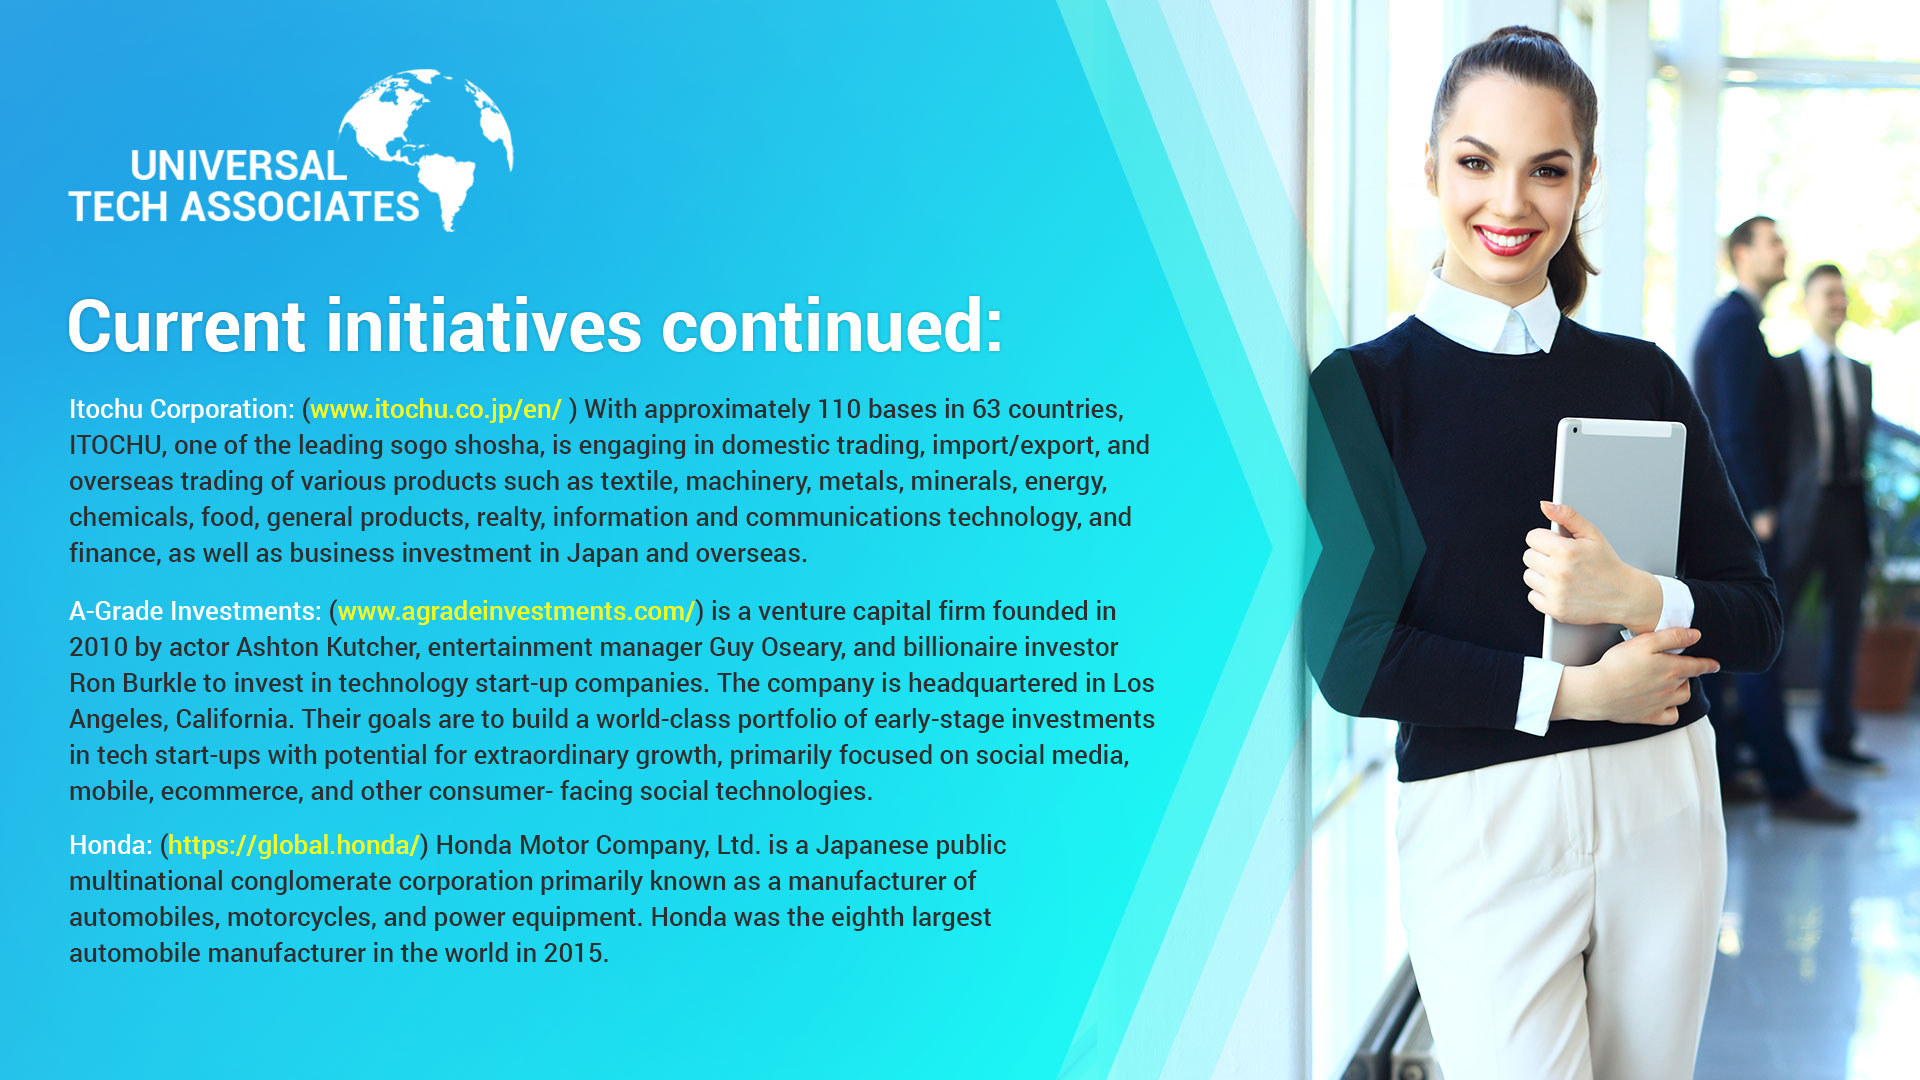 UNIVERSAL
TECH ASSOCIATES
Current initiatives continued:
Itochu Corporation: (www.itochu.co.jp/en/ ) With approximately 110 bases in 63 countries,
ITOCHU, one of the leading sogo shosha, is engaging in domestic trading, import/export, and
overseas trading of various products such as textile, machinery, metals, minerals, energy,
chemicals, food, general products, realty, information and communications technology, and
finance, as well as business investment in Japan and overseas.
A-Grade Investments: (www.agradeinvestments.com/) is a venture capital firm founded in
2010 by actor Ashton Kutcher, entertainment manager Guy Oseary, and billionaire investor
Ron Burkle to invest in technology start-up companies. The company is headquartered in Los
Angeles, California. Their goals are to build a world-class portfolio of early-stage investments
in tech start-ups with potential for extraordinary growth, primarily focused on social media,
mobile, ecommerce, and other consumer- facing social technologies.
Honda: (https://global.honda/) Honda Motor Company, Ltd. is a Japanese public
multinational conglomerate corporation primarily known as a manufacturer of
automobiles, motorcycles, and power equipment. Honda was the eighth largest
automobile manufacturer in the world in 2015.